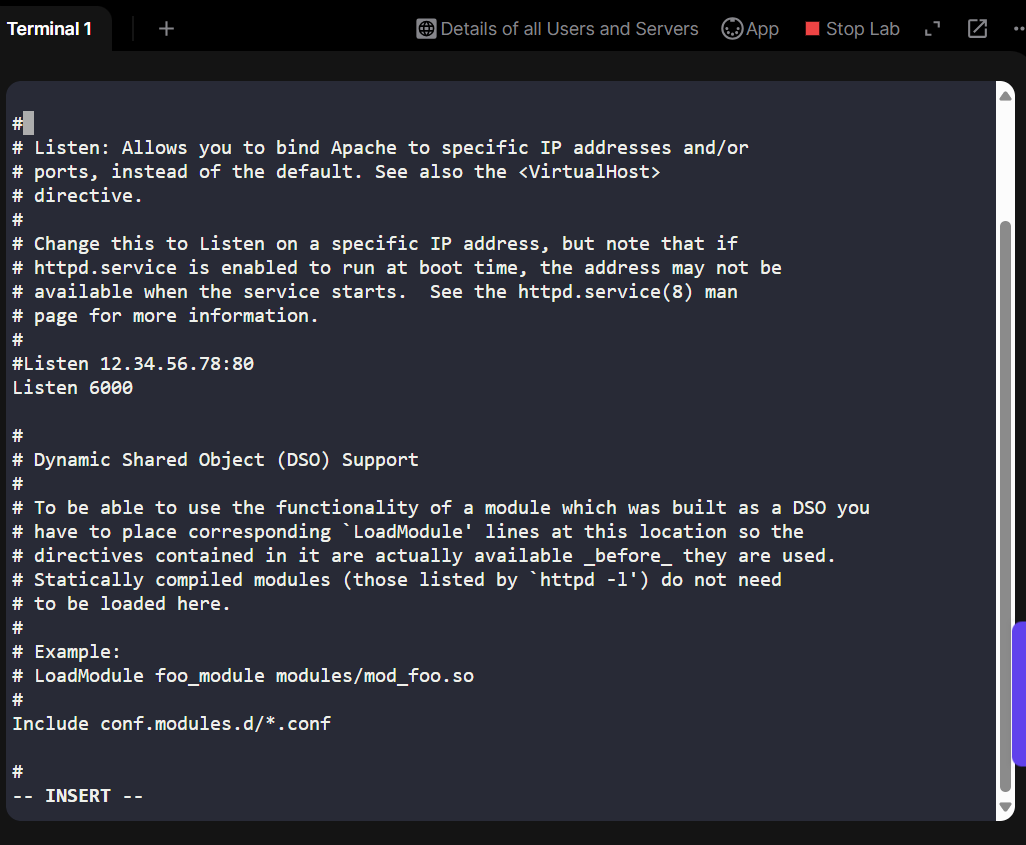 Terminal 1
+
Details of all Users and Servers
App
Stop Lab
#
# Listen: Allows you to bind Apache to specific IP addresses and/or
# ports, instead of the default. See also the <VirtualHost>
# directive.
#
# Change this to Listen on a specific IP address, but note that if
# httpd.service is enabled to run at boot time, the address may not be
# available when the service starts.  See the httpd.service(8) man
# page for more information.
#
#Listen 12.34.56.78:80
Listen 6000
#
# Dynamic Shared Object (DSO) Support
#
# To be able to use the functionality of a module which was built as a DSO you
# have to place corresponding `LoadModule' lines at this location so the
# directives contained in it are actually available _before_ they are used.
# Statically compiled modules (those listed by `httpd -l') do not need
# to be loaded here.
#
# Example:
# LoadModule foo_module modules/mod_foo.so
#
Include conf.modules.d/*.conf
#
-- INSERT --